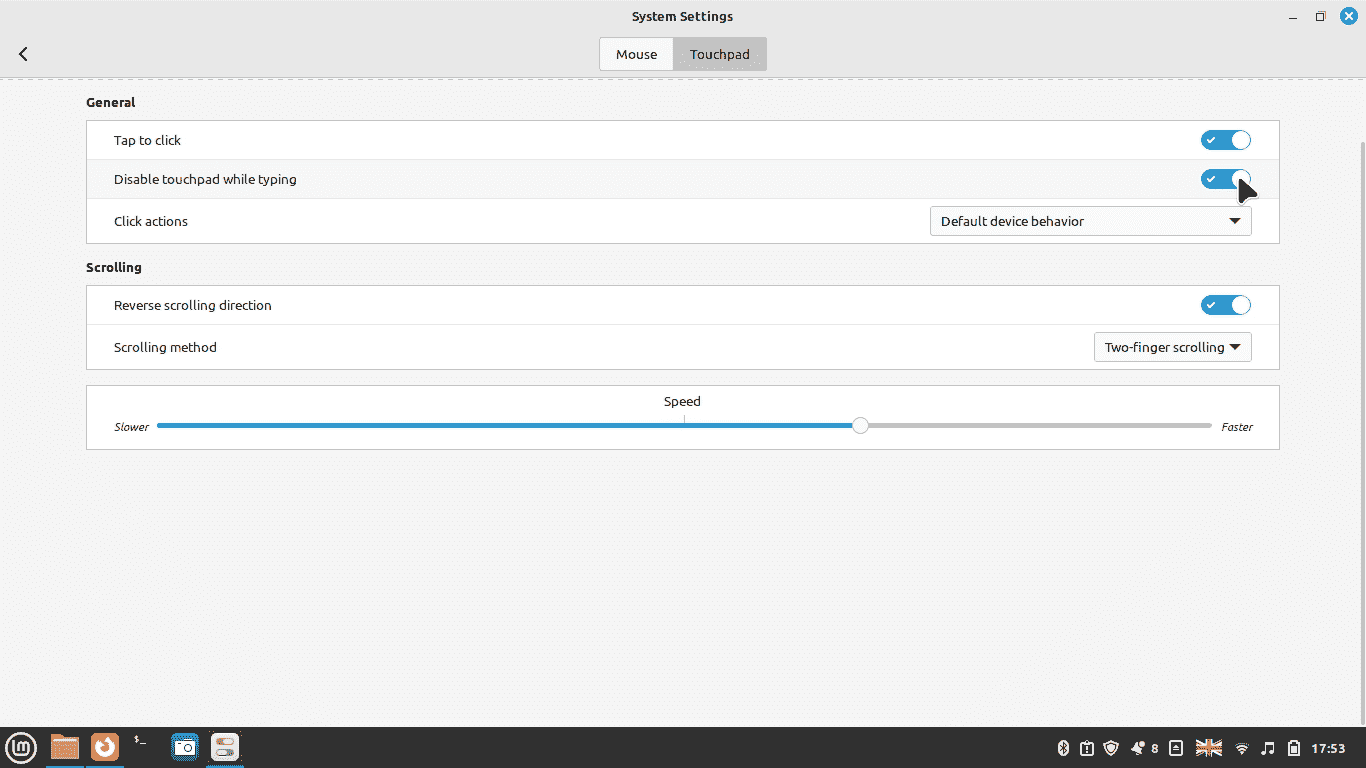 System Settings
Mouse
Touchpad
General
Tap to click
Disable touchpad while typing
Click actions
Default device behavior
Scrolling
Reverse scrolling direction
Scrolling method
Two-finger scrolling
Speed
Slower
Faster
8
17:53